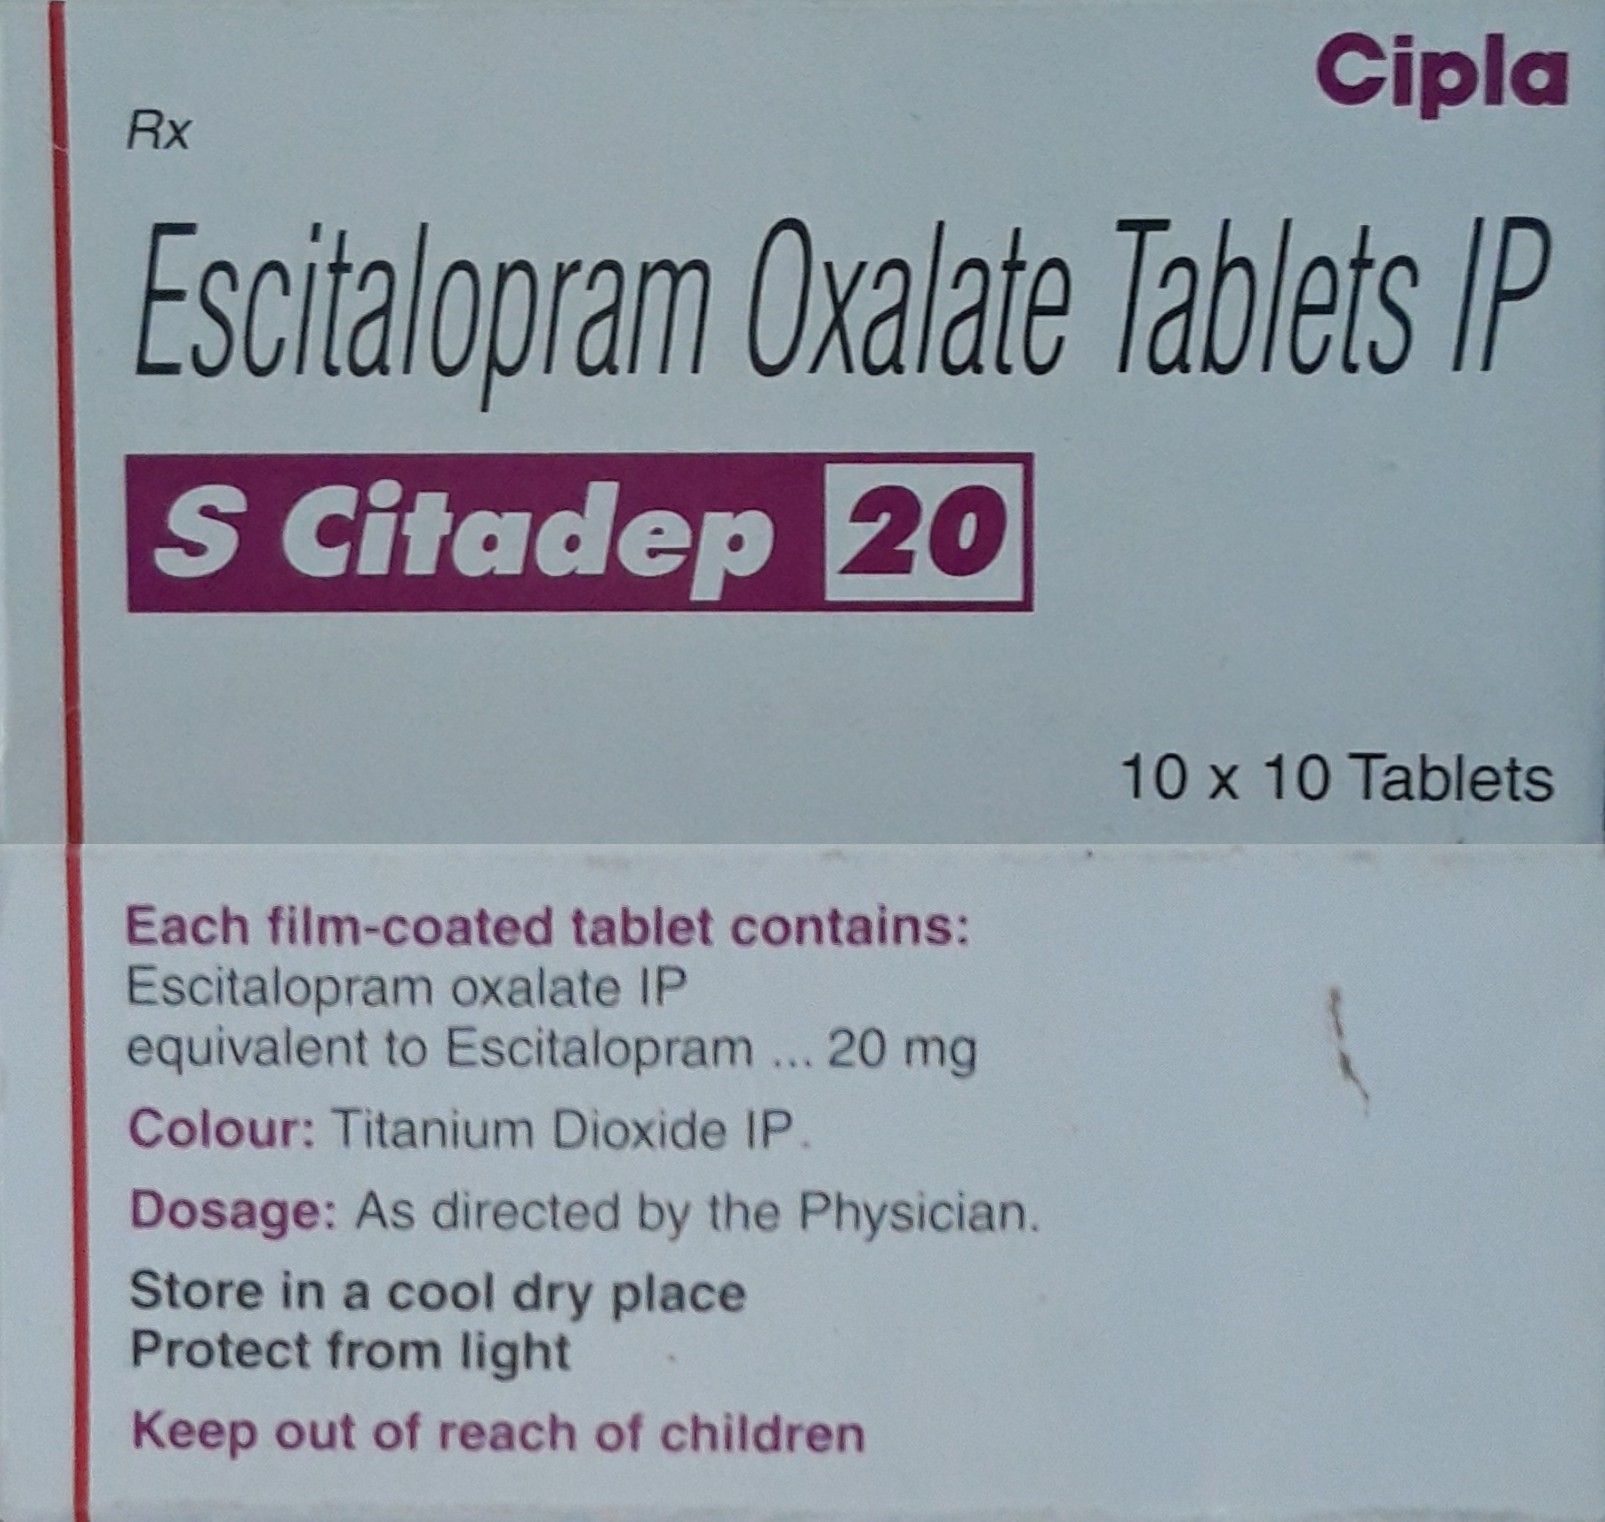 Cipla
Rx
Escitalopram Oxalate Tablets IP
S Citadep 20
10 x 10 Tablets
Each film-coated tablet contains:
Escitalopram oxalate IP
equivalent to Escitalopram ... 20 mg
Colour: Titanium Dioxide IP.
Dosage: As directed by the Physician.
Store in a cool dry place
Protect from light
Keep out of reach of children